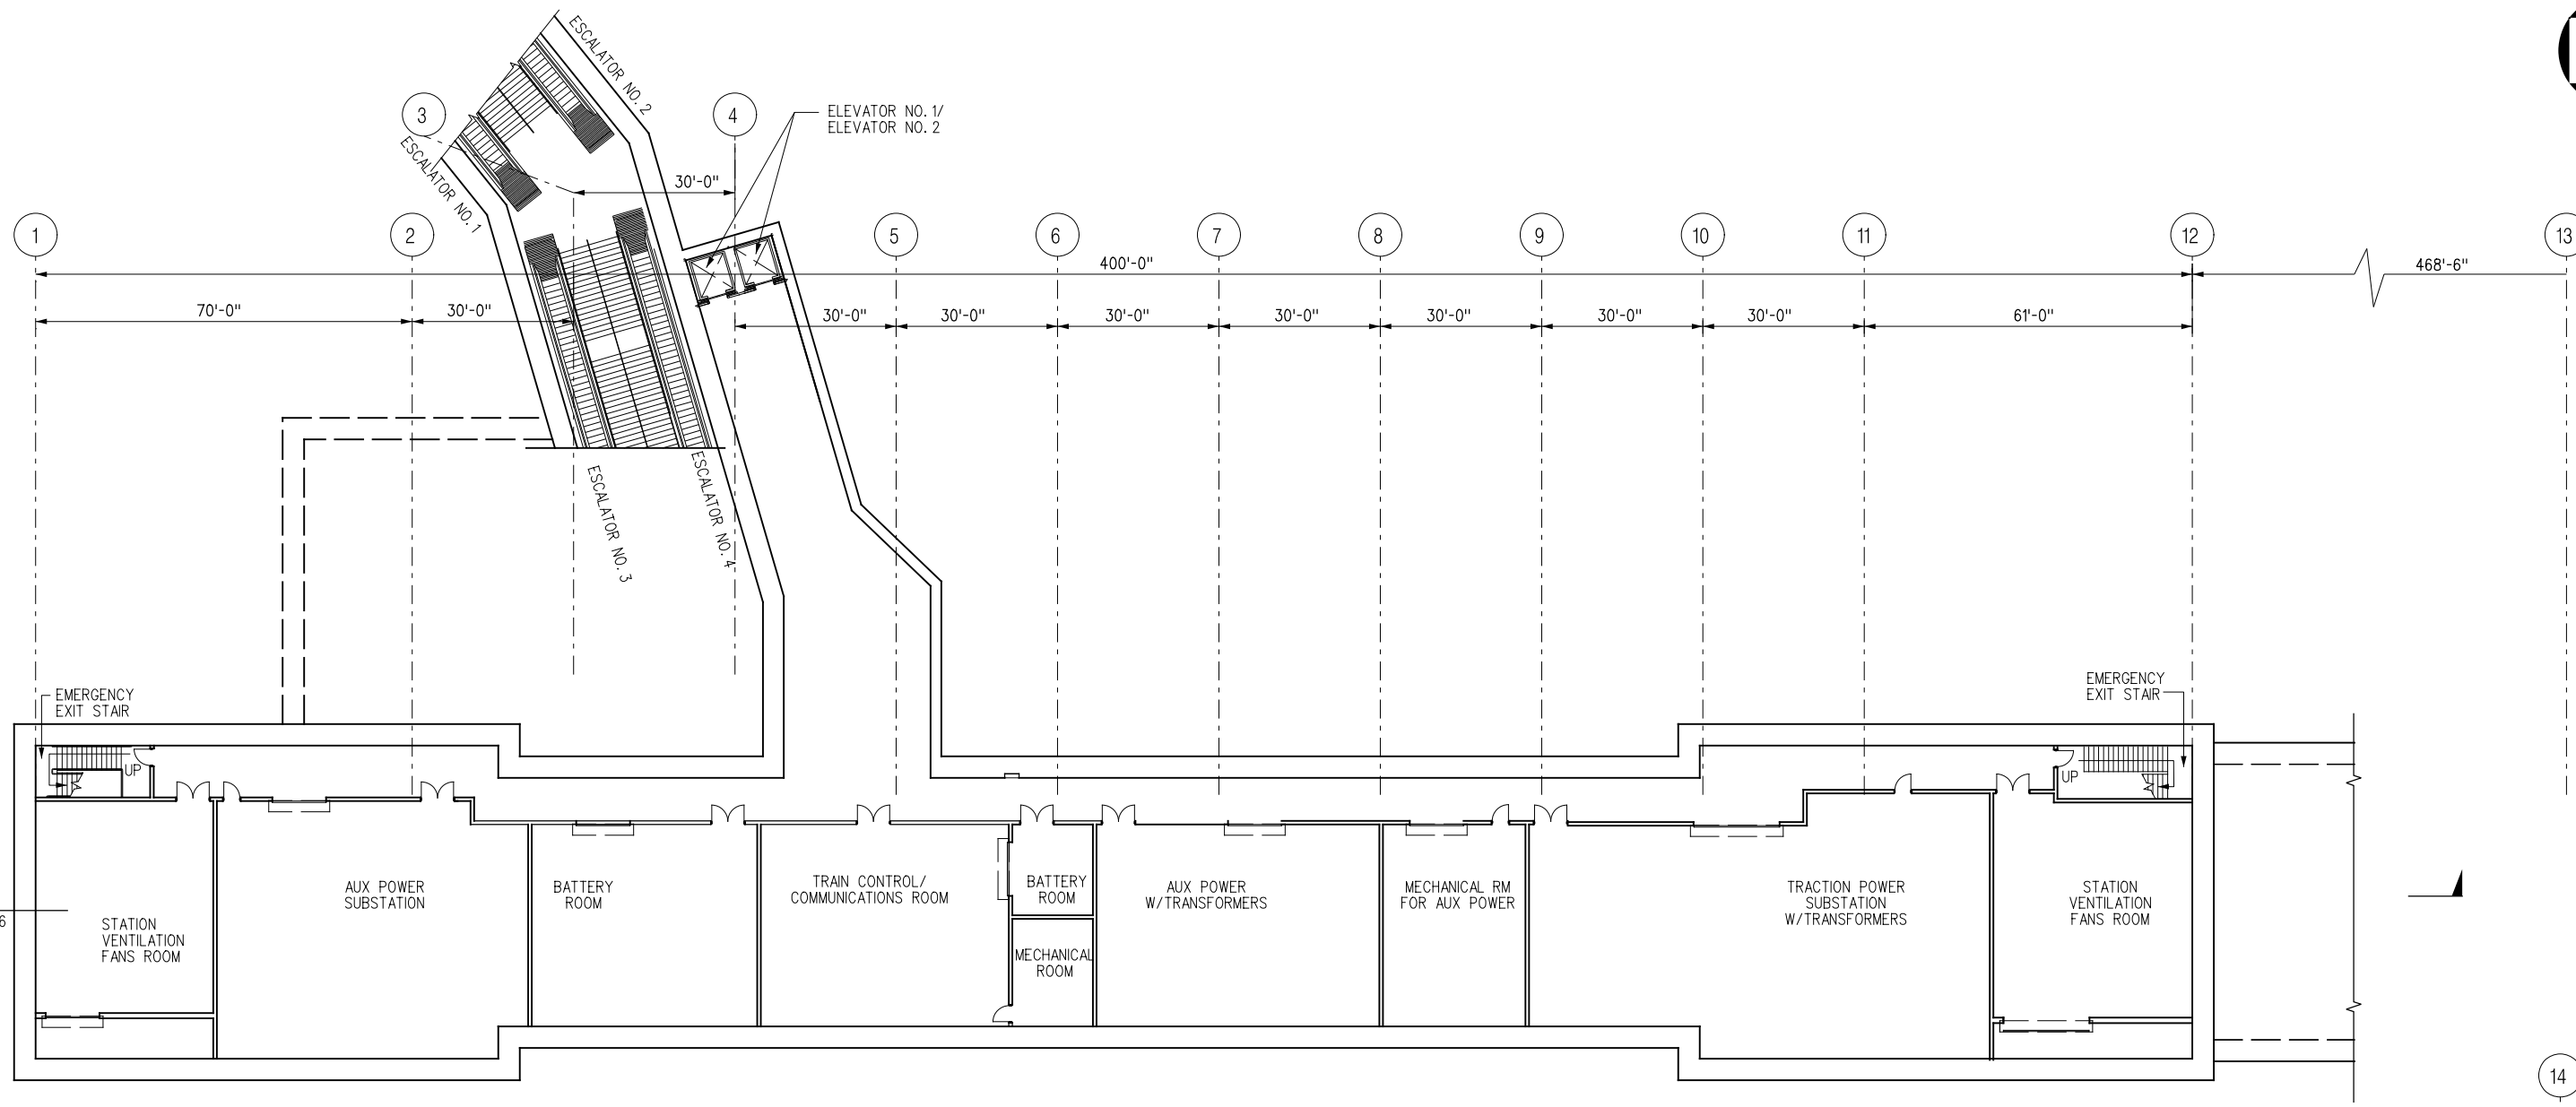 ESCALATOR NO. 2
3
4
ELEVATOR NO. 1/
ELEVATOR NO. 2
ESCALATOR NO. 1
30'-0"
1
2
5
6
7
8
9
10
11
12
13
400'-0"
468'-6"
70'-0"
30'-0"
30'-0"
30'-0"
30'-0"
30'-0"
30'-0"
30'-0"
30'-0"
61'-0"
ESCALATOR NO. 3
ESCALATOR NO. 4
EMERGENCY
EXIT STAIR
EMERGENCY
EXIT STAIR
UP
UP
AUX POWER
SUBSTATION
BATTERY
ROOM
TRAIN CONTROL/
COMMUNICATIONS ROOM
BATTERY
ROOM
AUX POWER
W/TRANSFORMERS
MECHANICAL RM
FOR AUX POWER
TRACTION POWER
SUBSTATION
W/TRANSFORMERS
STATION
VENTILATION
FANS ROOM
6
STATION
VENTILATION
FANS ROOM
MECHANICAL
ROOM
14